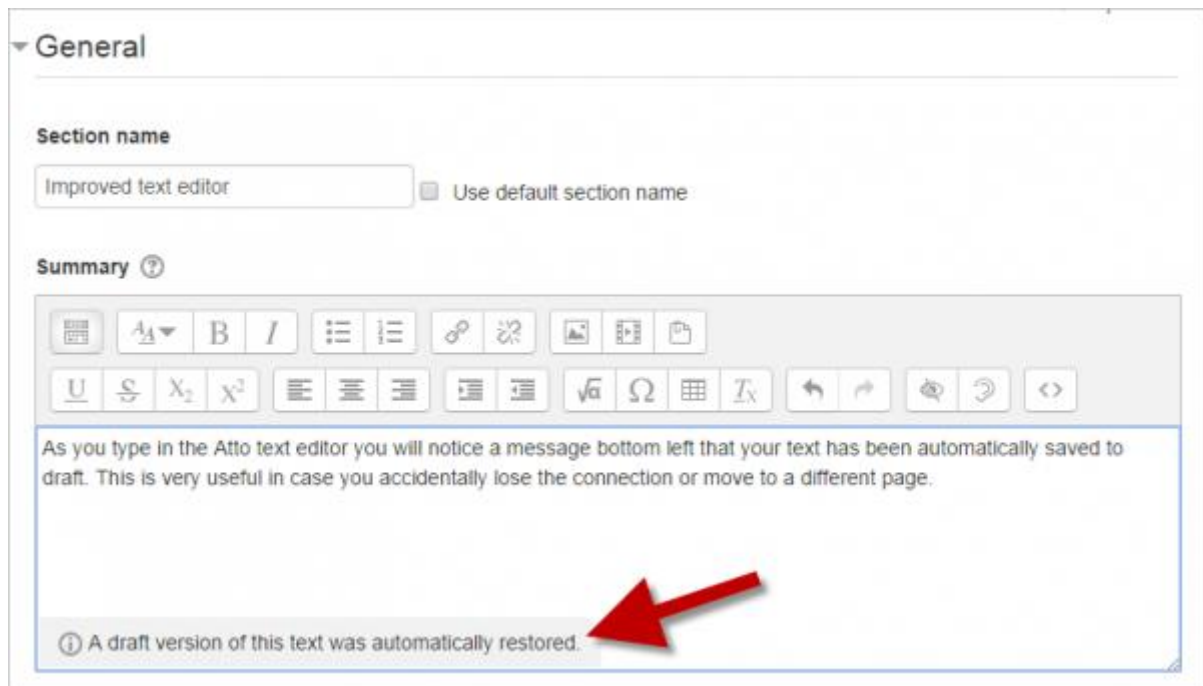 General
Section name
Improved text editor
Use default section name
Summary
As you type in the Atto text editor you will notice a message bottom left that your text has been automatically saved to
draft. This is very useful in case you accidentally lose the connection or move to a different page.
A draft version of this text was automatically restored.